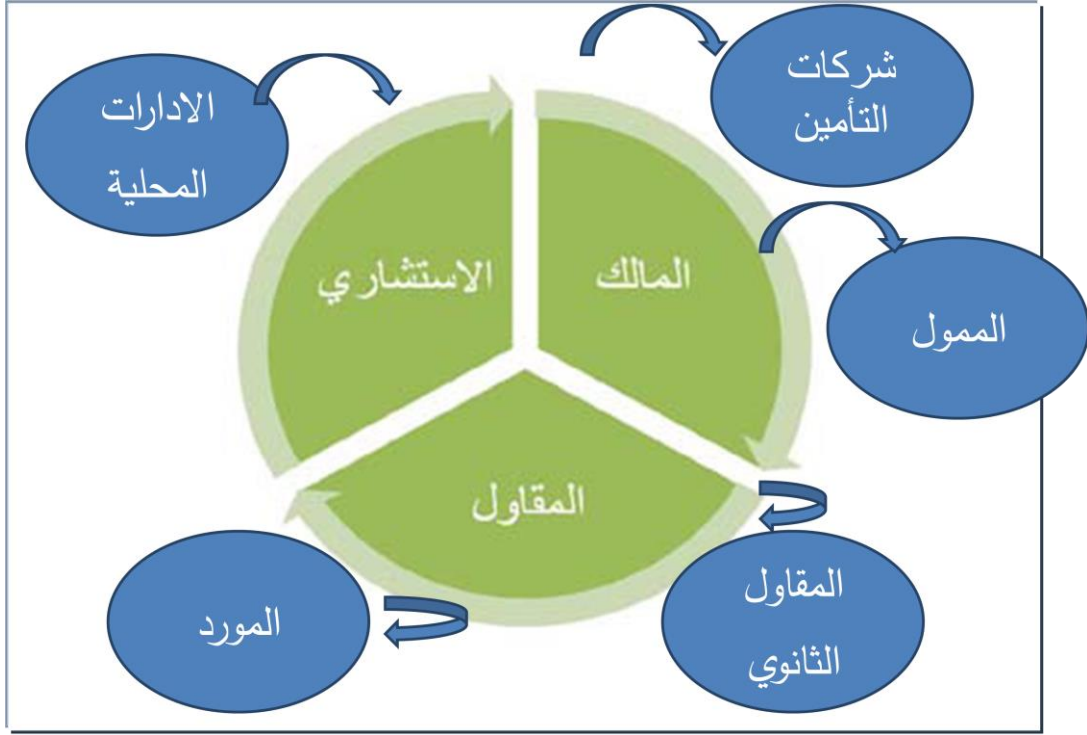 شركات
التأمين
الادارات
المحلية
المالك
الاستشاري
الممول
المقاول
المقاول
الثانوي
المورد